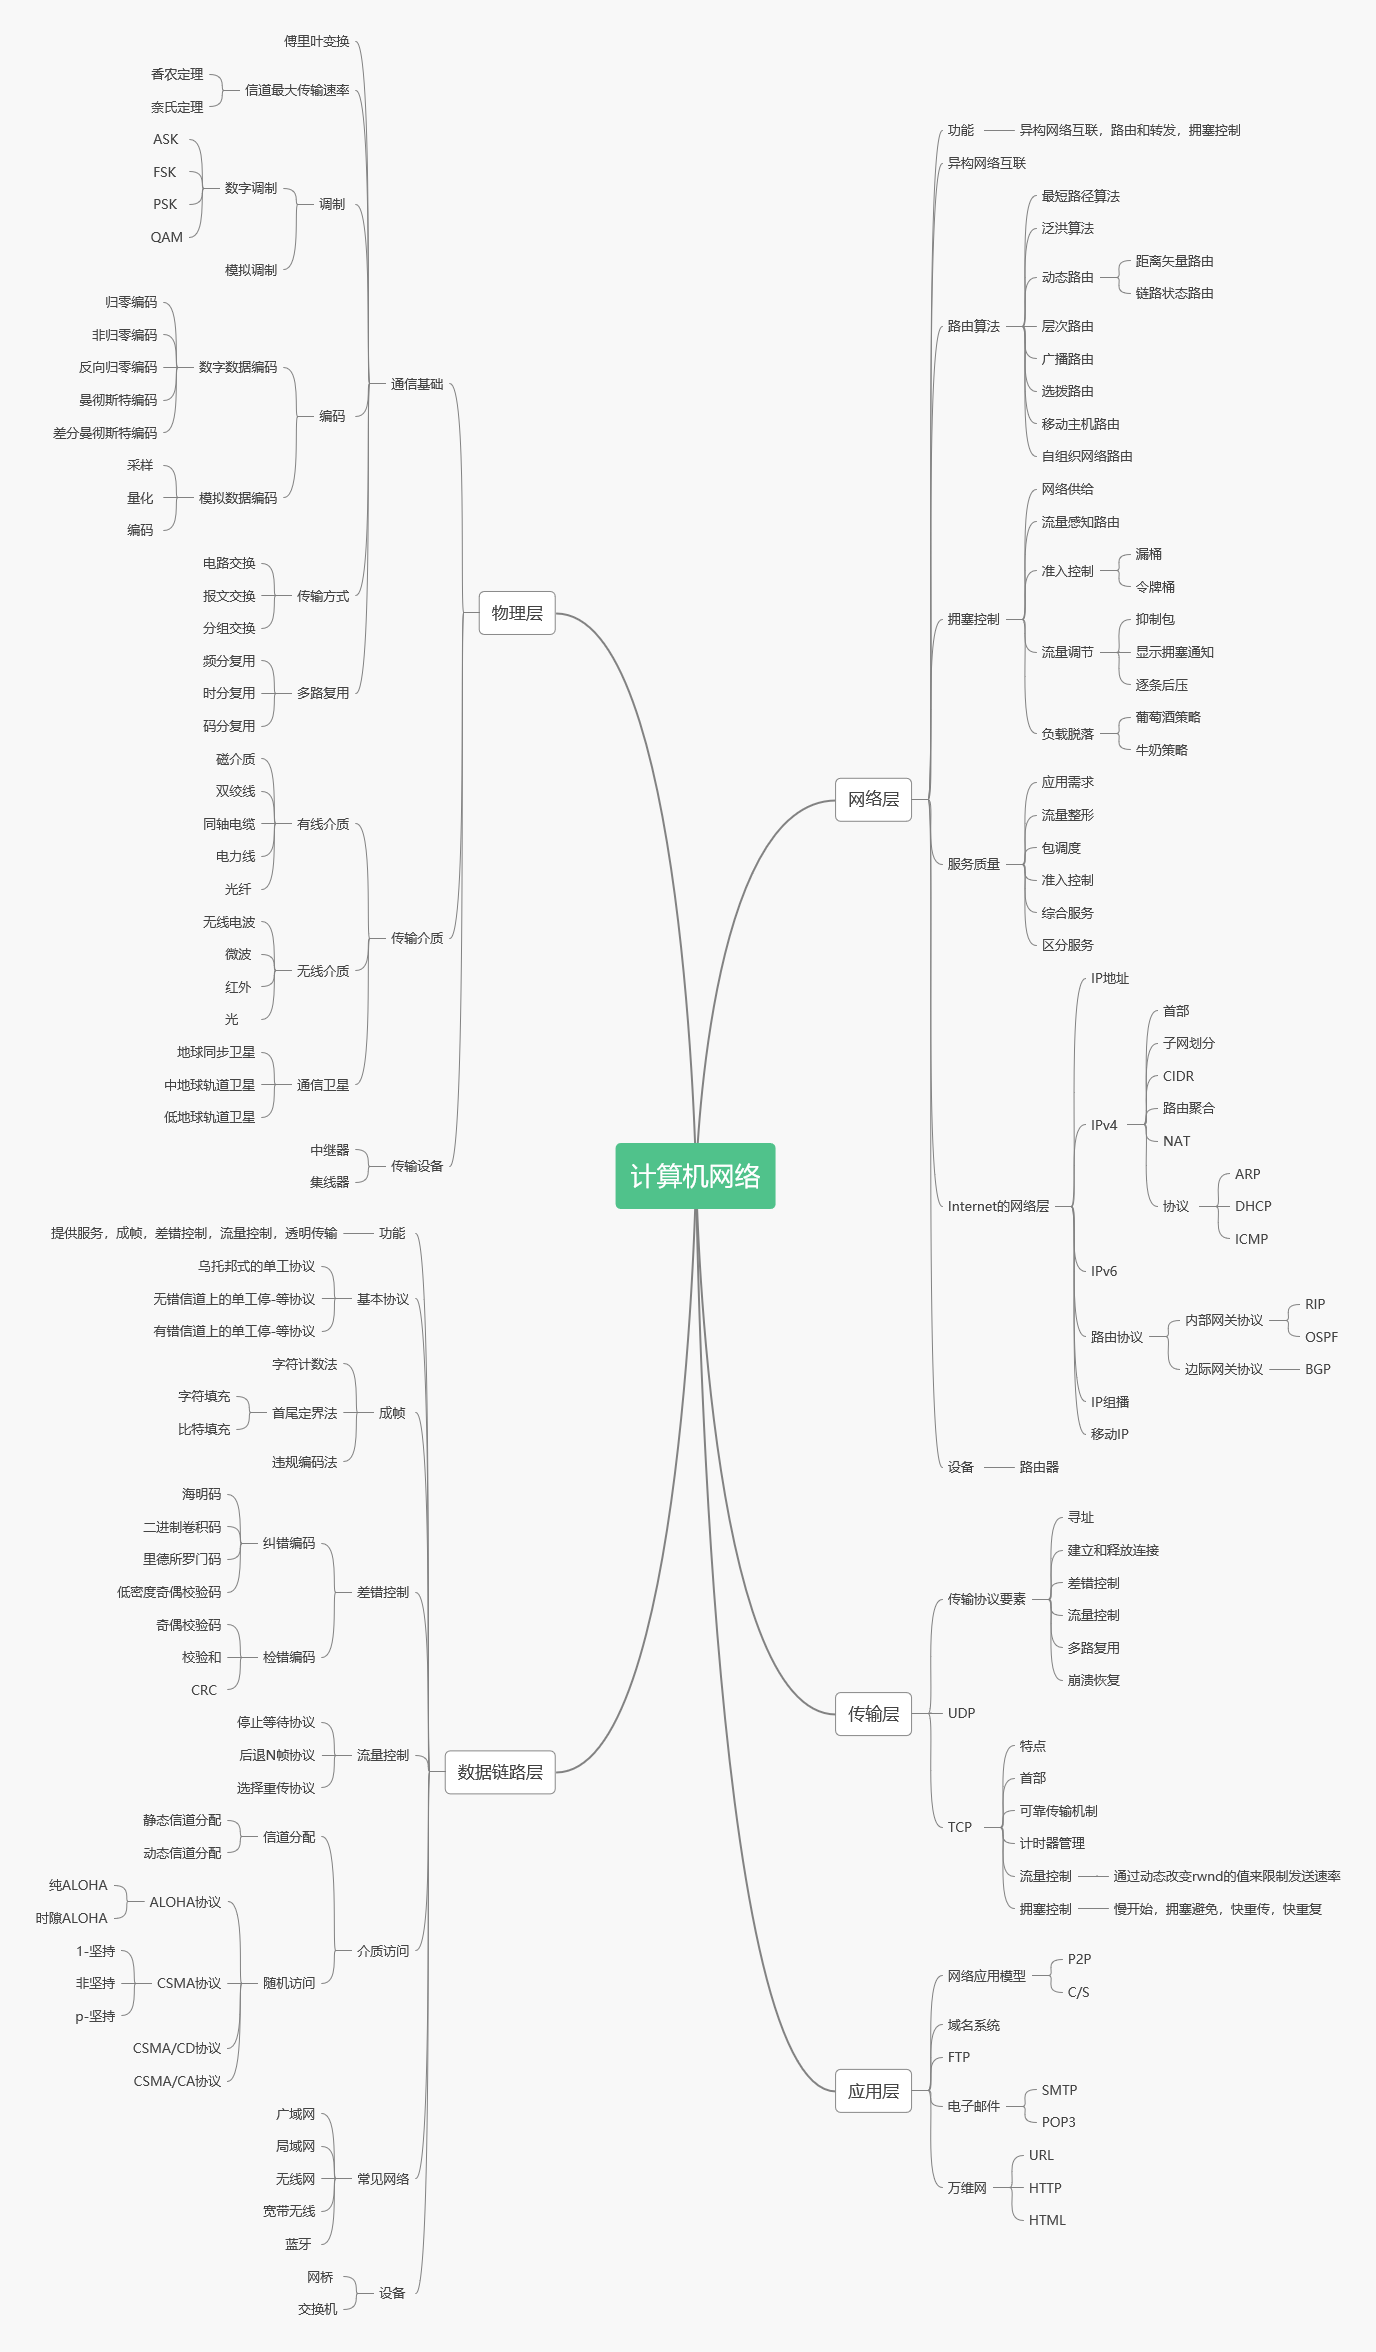 计算机网络
物理层
通信基础
傅里叶变换
信道最大传输速率
香农定理
奈氏定理
调制
数字调制
ASK
FSK
PSK
QAM
模拟调制
编码
数字数据编码
归零编码
非归零编码
反向归零编码
曼彻斯特编码
差分曼彻斯特编码
模拟数据编码
采样
量化
编码
传输方式
电路交换
报文交换
分组交换
多路复用
频分复用
时分复用
码分复用
传输介质
有线介质
磁介质
双绞线
同轴电缆
电力线
光纤
无线介质
无线电波
微波
红外
光
通信卫星
地球同步卫星
中地球轨道卫星
低地球轨道卫星
传输设备
中继器
集线器
数据链路层
功能
提供服务，成帧，差错控制，流量控制，透明传输
基本协议
乌托邦式的单工协议
无错信道上的单工停-等协议
有错信道上的单工停-等协议
成帧
字符计数法
首尾定界法
字符填充
比特填充
违规编码法
差错控制
纠错编码
海明码
二进制卷积码
里德所罗门码
低密度奇偶校验码
检错编码
奇偶校验码
校验和
CRC
流量控制
停止等待协议
后退N帧协议
选择重传协议
介质访问
信道分配
静态信道分配
动态信道分配
随机访问
ALOHA协议
纯ALOHA
时隙ALOHA
CSMA协议
1-坚持
非坚持
p-坚持
CSMA/CD协议
CSMA/CA协议
常见网络
广域网
局域网
无线网
宽带无线
蓝牙
设备
网桥
交换机
网络层
功能
异构网络互联，路由和转发，拥塞控制
异构网络互联
路由算法
最短路径算法
泛洪算法
动态路由
距离矢量路由
链路状态路由
层次路由
广播路由
选拨路由
移动主机路由
自组织网络路由
拥塞控制
网络供给
流量感知路由
准入控制
漏桶
令牌桶
流量调节
抑制包
显示拥塞通知
逐条后压
负载脱落
葡萄酒策略
牛奶策略
服务质量
应用需求
流量整形
包调度
准入控制
综合服务
区分服务
Internet的网络层
IP地址
IPv4
首部
子网划分
CIDR
路由聚合
NAT
协议
ARP
DHCP
ICMP
IPv6
路由协议
内部网关协议
RIP
OSPF
边际网关协议
BGP
IP组播
移动IP
设备
路由器
传输层
传输协议要素
寻址
建立和释放连接
差错控制
流量控制
多路复用
崩溃恢复
UDP
TCP
特点
首部
可靠传输机制
计时器管理
流量控制
通过动态改变rwnd的值来限制发送速率
拥塞控制
慢开始，拥塞避免，快重传，快重复
应用层
网络应用模型
P2P
C/S
域名系统
FTP
电子邮件
SMTP
POP3
万维网
URL
HTTP
HTML